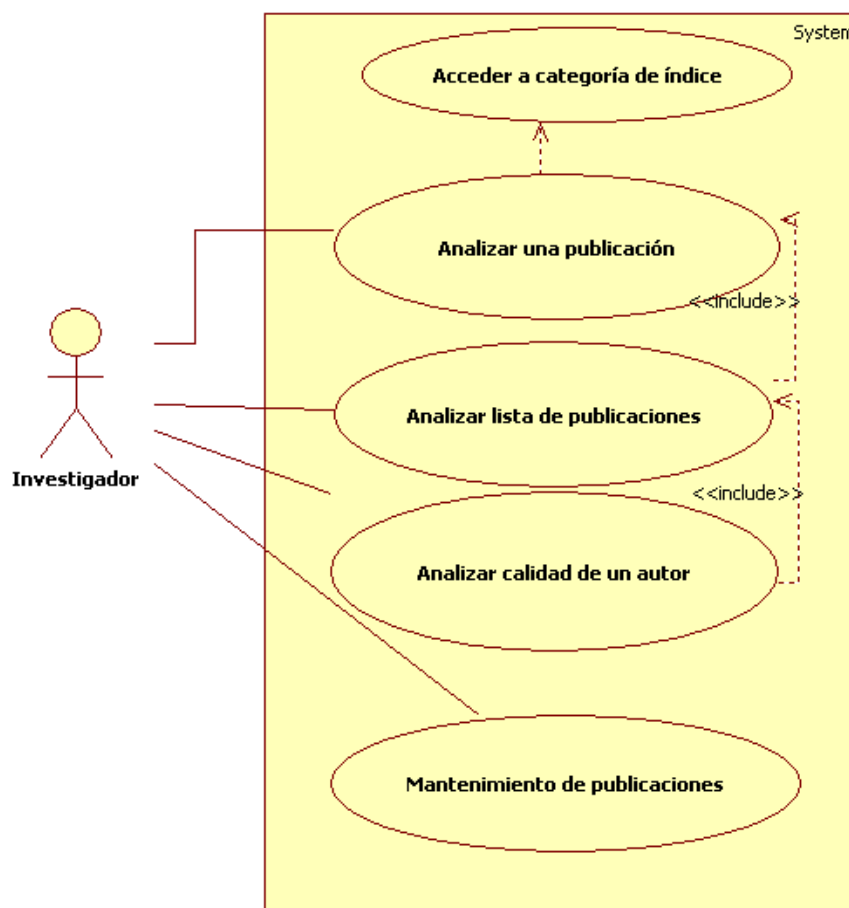 System
Acceder a categoría de índice
Analizar una publicación
<<include>>
Analizar lista de publicaciones
Investigador
<<include>>
Analizar calidad de un autor
Mantenimiento de publicaciones